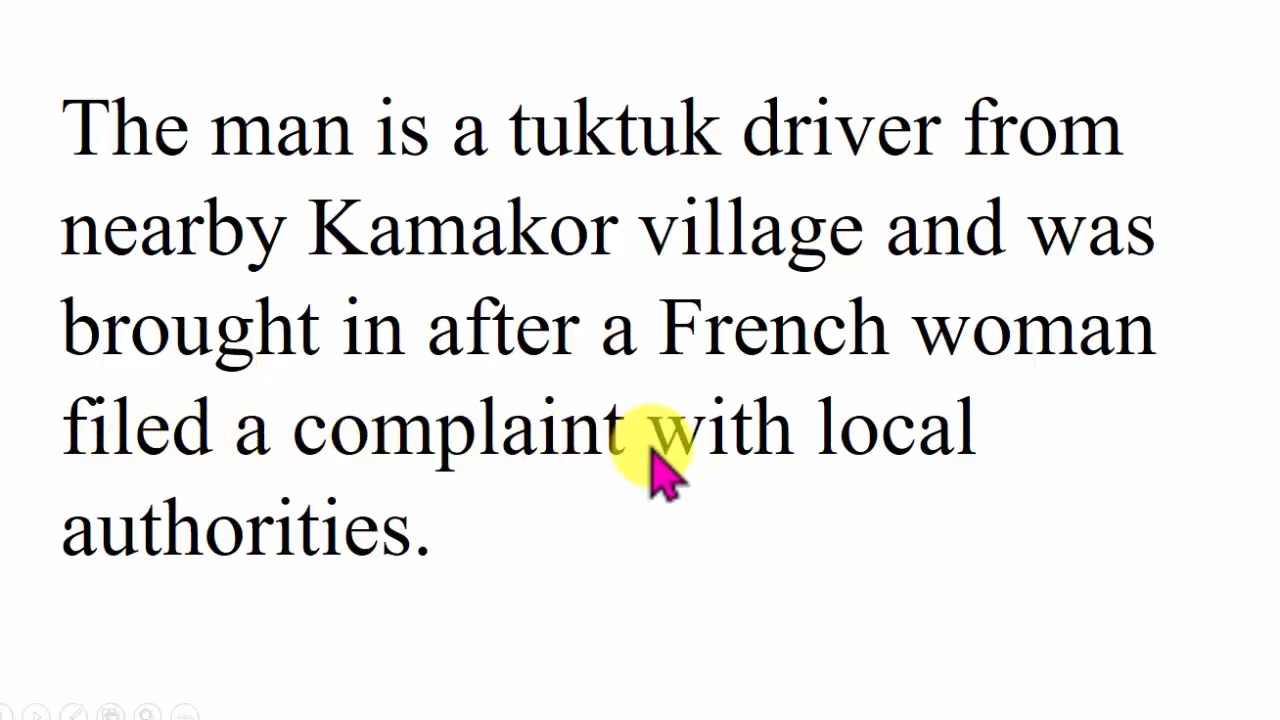 The man is a tuktuk driver from
nearby Kamakor village and was
brought in after a French woman
filed a complaint with local
authorities.